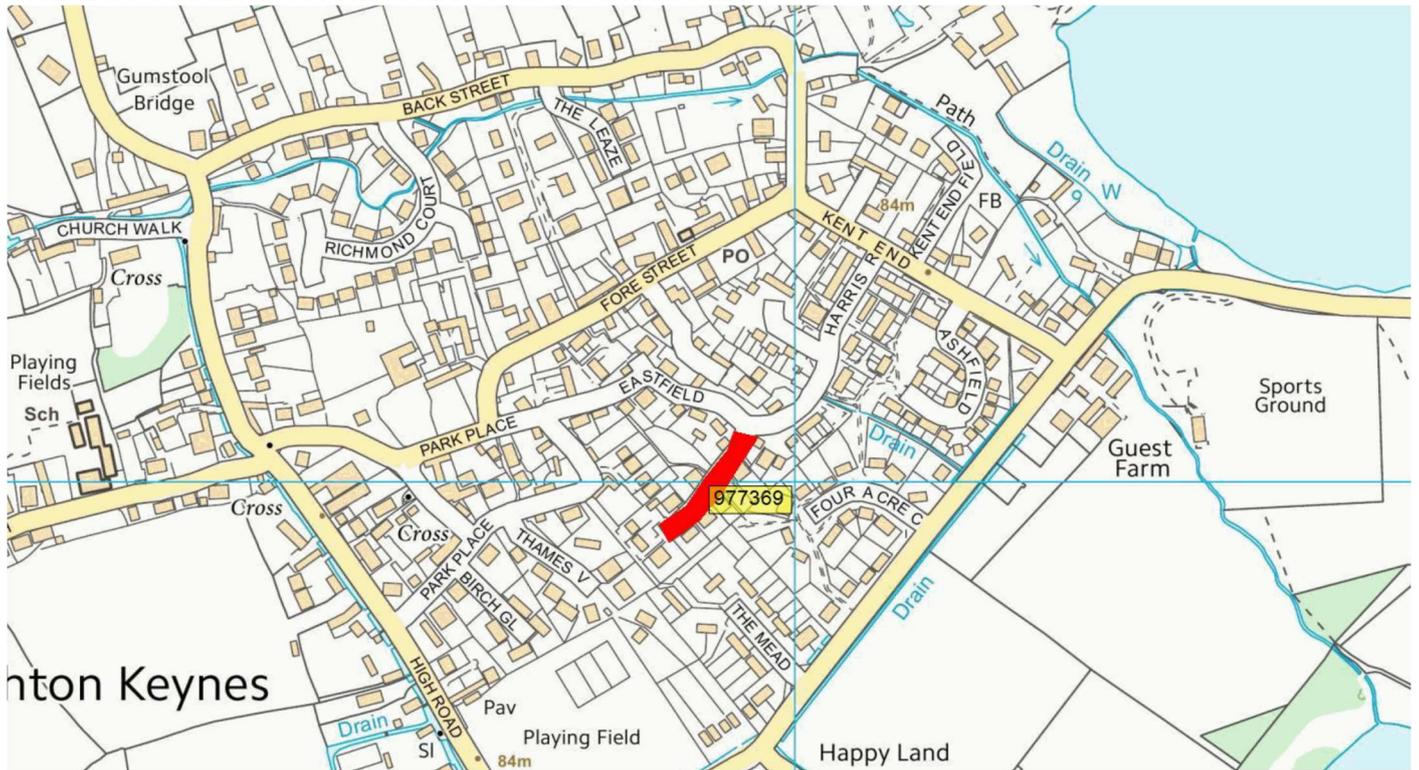 Gumstool
Bridge
BACK STREET
THE LEAZE
Path
Drain
W
CHURCH WALK
RICHMOND COURT
84m
KENT END FIELD
FB
Cross
KENT END
PO
FORE STREET
HARRIS R
Playing
Fields
Sch
ASHFIELD
EASTFIELD
Sports
Ground
PARK PLACE
Drain
Guest
Farm
977369
FOUR ACRE C
Cross
Cross
PARK PLACE
THAMES V
BIRCH GL
Drain
THE MEAD
nton Keynes
HIGH ROAD
Pav
Playing Field
Drain
Sl
84m
Happy Land